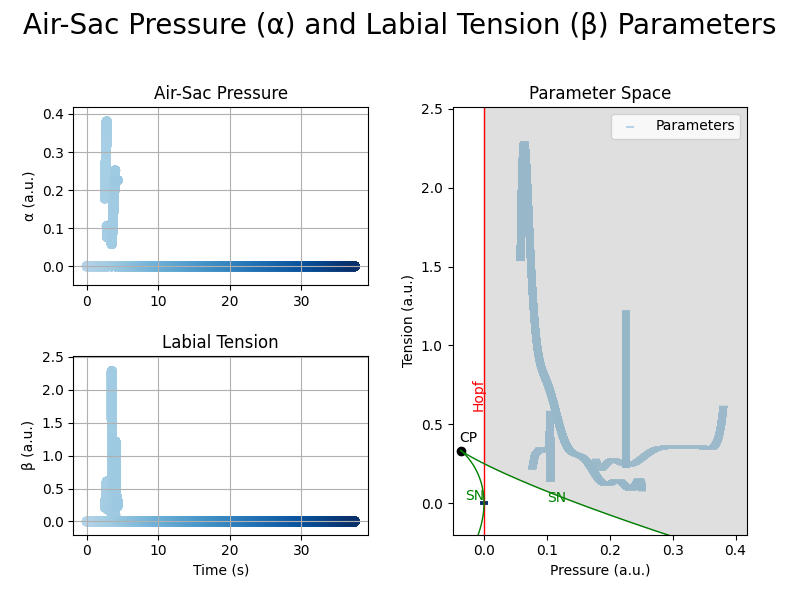 Air-Sac Pressure (α) and Labial Tension (β) Parameters
Air-Sac Pressure
α (a.u.)
0.4
0.3
0.2
0.1
0.0
0 10 20 30
Labial Tension
β (a.u.)
2.5
2.0
1.5
1.0
0.5
0.0
0 10 20 30
Time (s)
Parameter Space
Parameters
Tension (a.u.)
2.5
2.0
1.5
1.0
0.5
0.0
Hopf
CP
SN
SN
0.0 0.1 0.2 0.3 0.4
Pressure (a.u.)